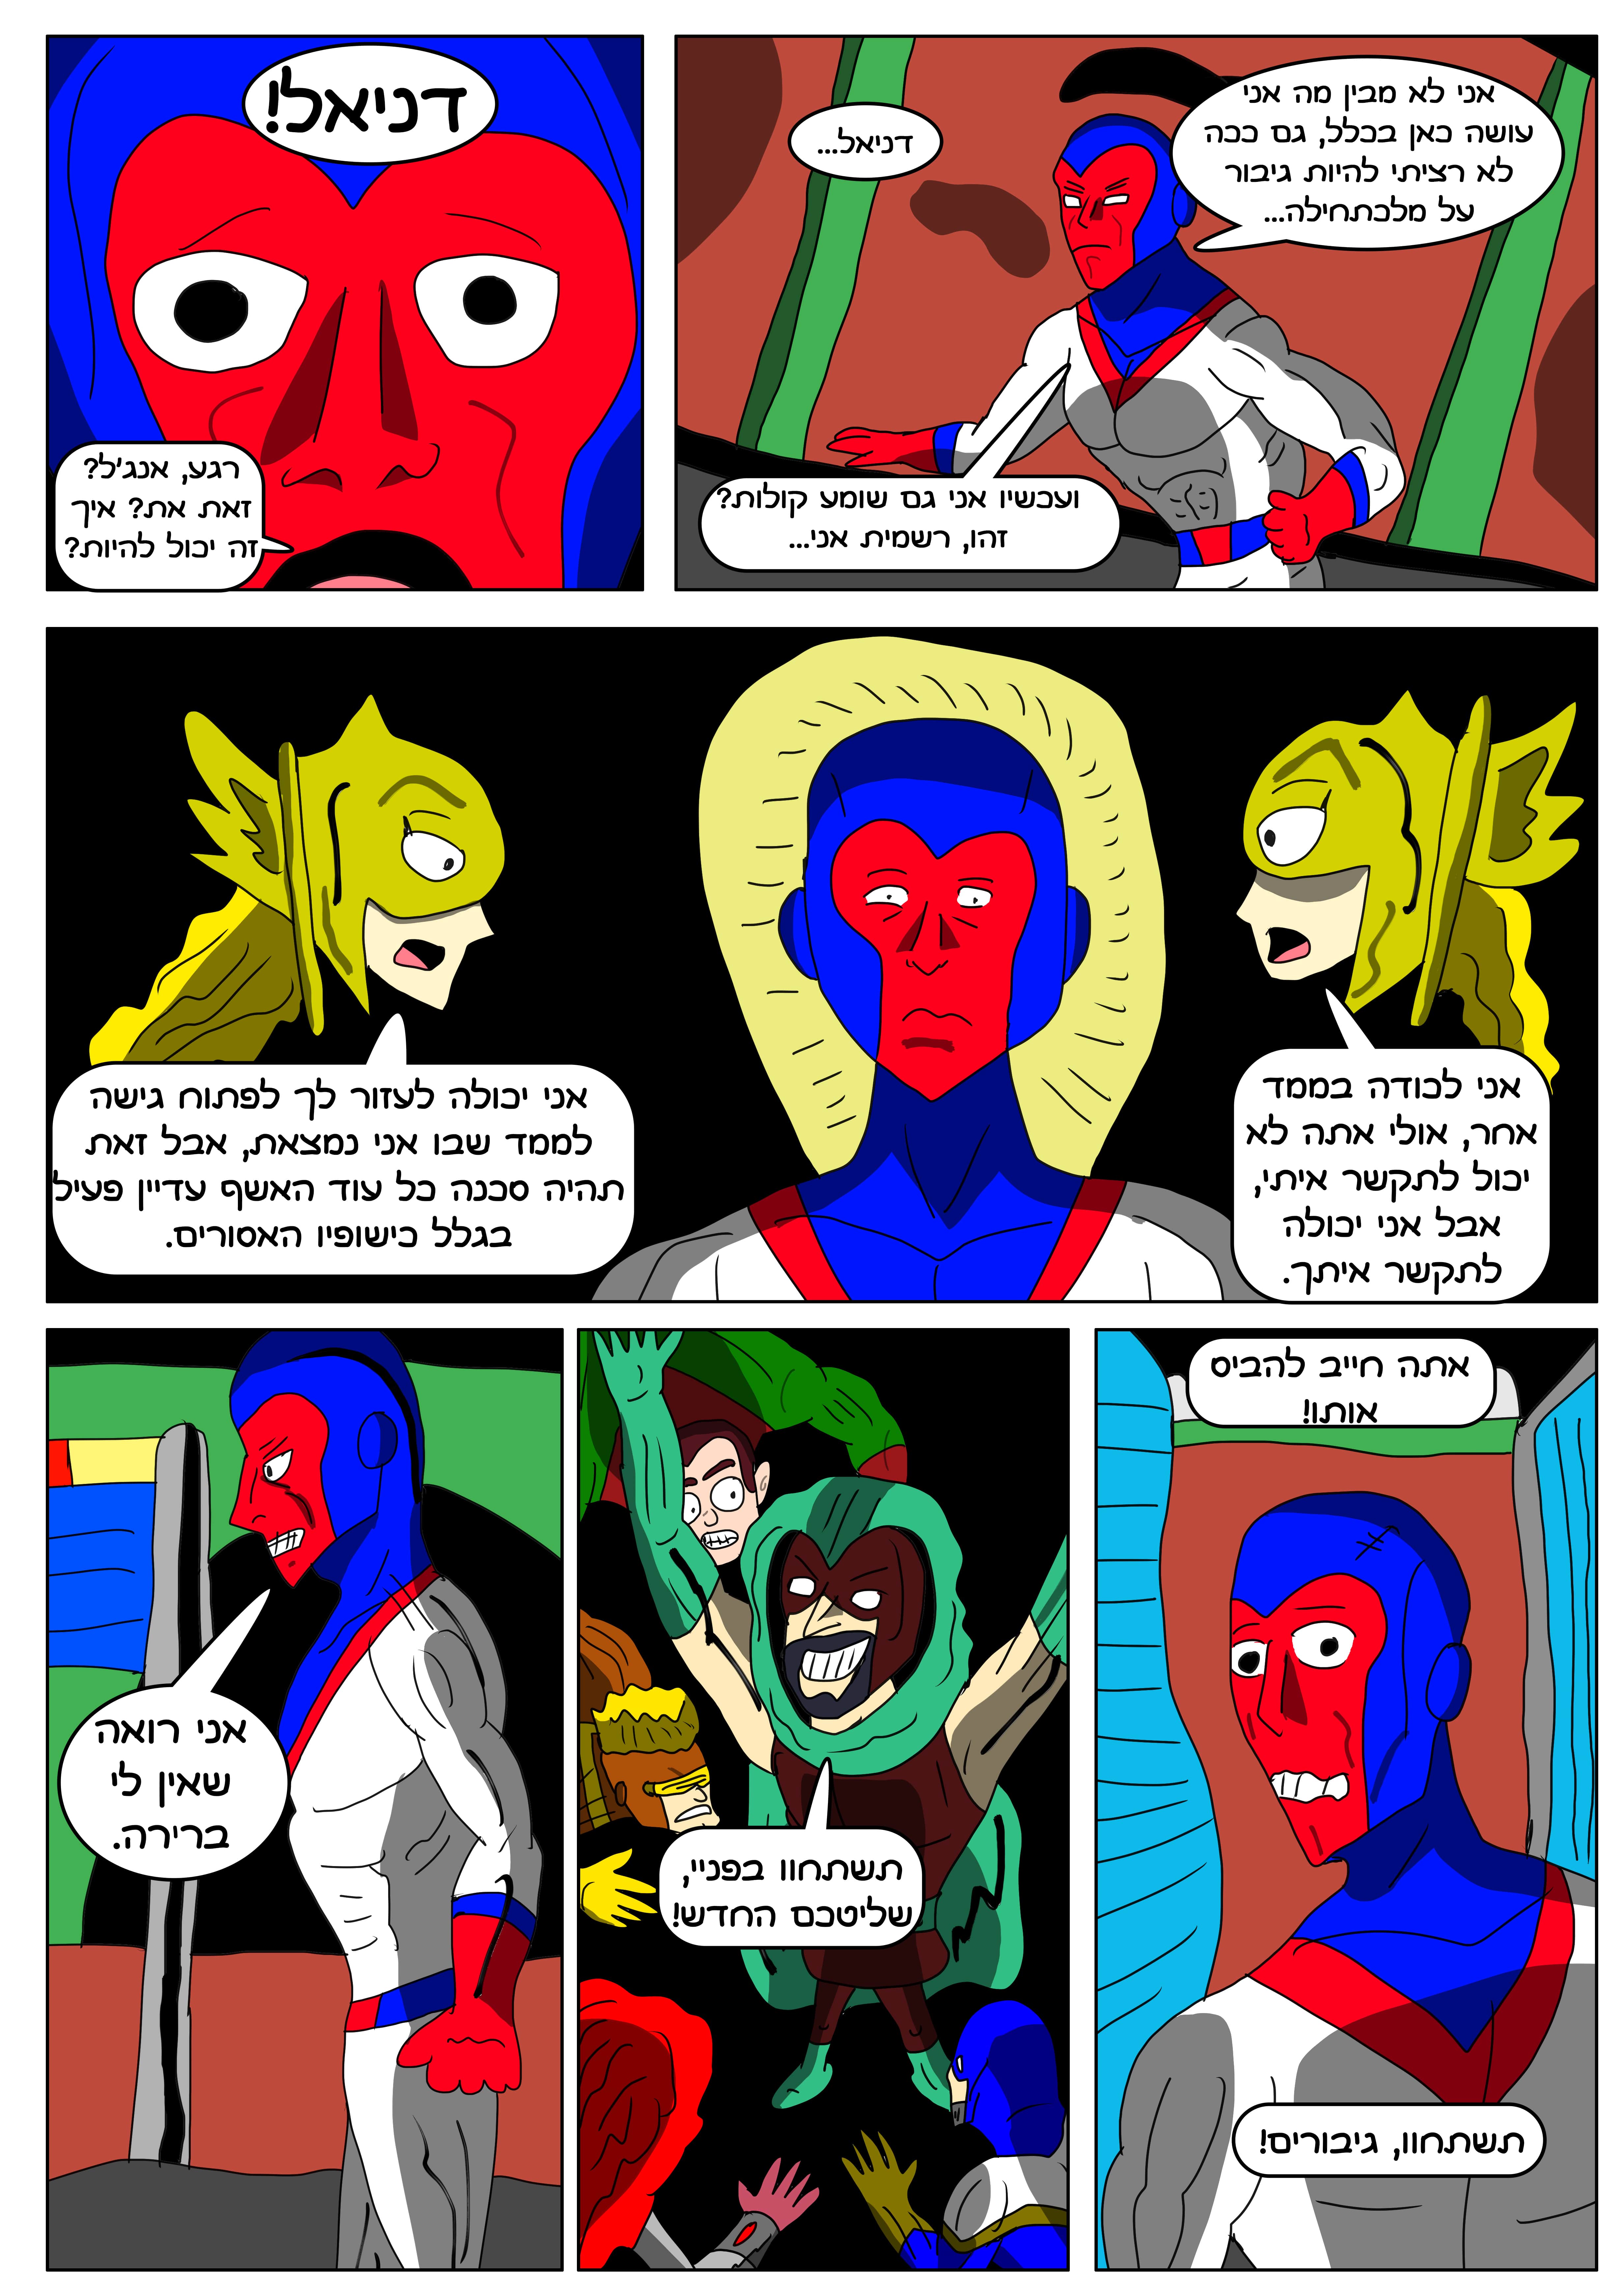 אני לא מבין מה אני
עושה כאן בכלל, גם ככה
לא רציתי להיות גיבור
על מלכתחילה...
דניאל...
ועכשיו אני גם שומע קולות?
זהו, רשמית אני...
דניאל!
רגע, אנג'ל?
זאת את? איך
זה יכול להיות?
אני לכודה בממד
אחר, אולי אתה לא
יכול לתקשר איתי,
אבל אני יכולה
לתקשר איתך.
אני יכולה לעזור לך לפתוח גישה
לממד שבו אני נמצאת, אבל זאת
תהיה סכנה כל עוד האשף עדיין פעיל
בגלל כישופיו האסורים.
אתה חייב להביס
אותו!
תשתחוו, גיבורים!
תשתחוו בפניי,
שליטכם החדש!
אני רואה
שאין לי
ברירה.